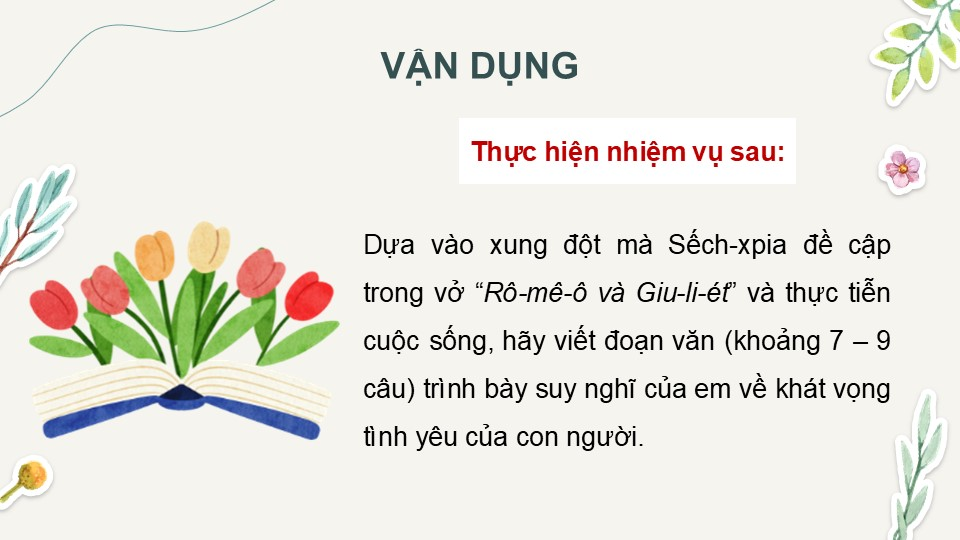 VẬN DỤNG
Thực hiện nhiệm vụ sau:
Dựa vào xung đột mà Sếch-xpia đề cập
trong vở “Rô-mê-ô và Giu-li-ét” và thực tiễn
cuộc sống, hãy viết đoạn văn (khoảng 7 – 9
câu) trình bày suy nghĩ của em về khát vọng
tình yêu của con người.